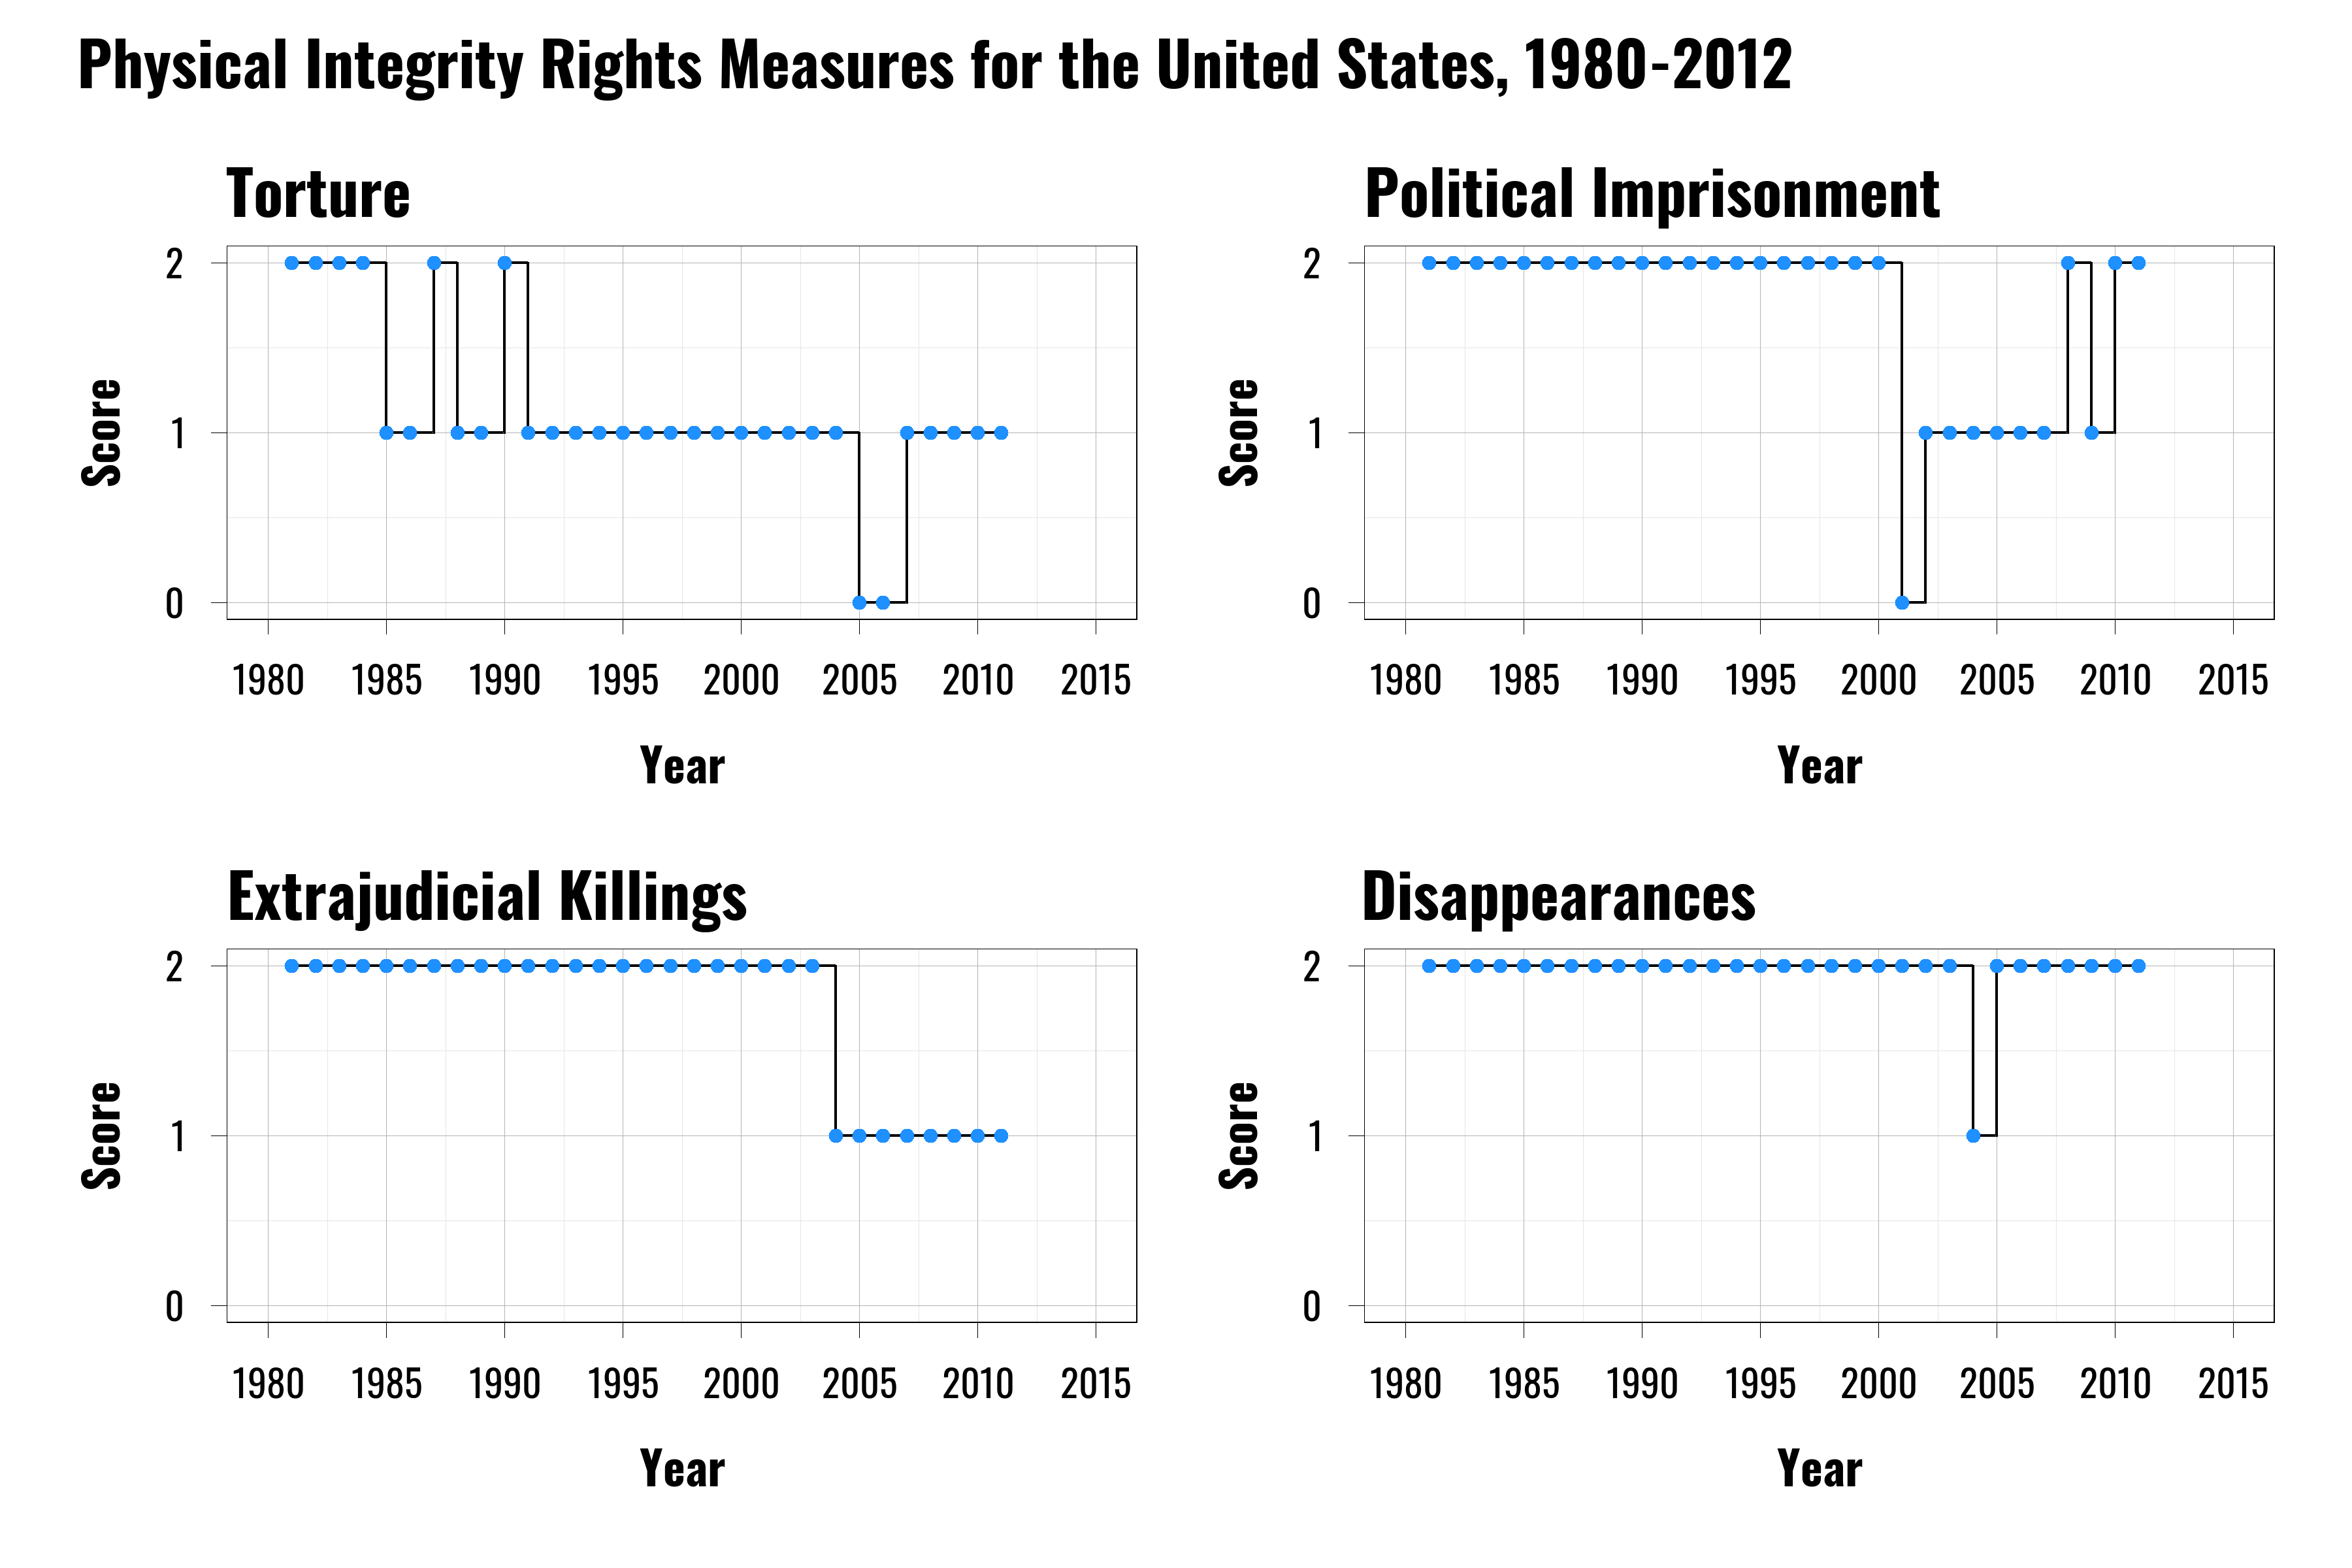 Physical Integrity Rights Measures for the United States, 1980-2012
Torture
2
1
0
Score
1980 1985 1990 1995 2000 2005 2010 2015
Year
Political Imprisonment
2
1
0
Score
1980 1985 1990 1995 2000 2005 2010 2015
Year
Extrajudicial Killings
2
1
0
Score
1980 1985 1990 1995 2000 2005 2010 2015
Year
Disappearances
2
1
0
Score
1980 1985 1990 1995 2000 2005 2010 2015
Year